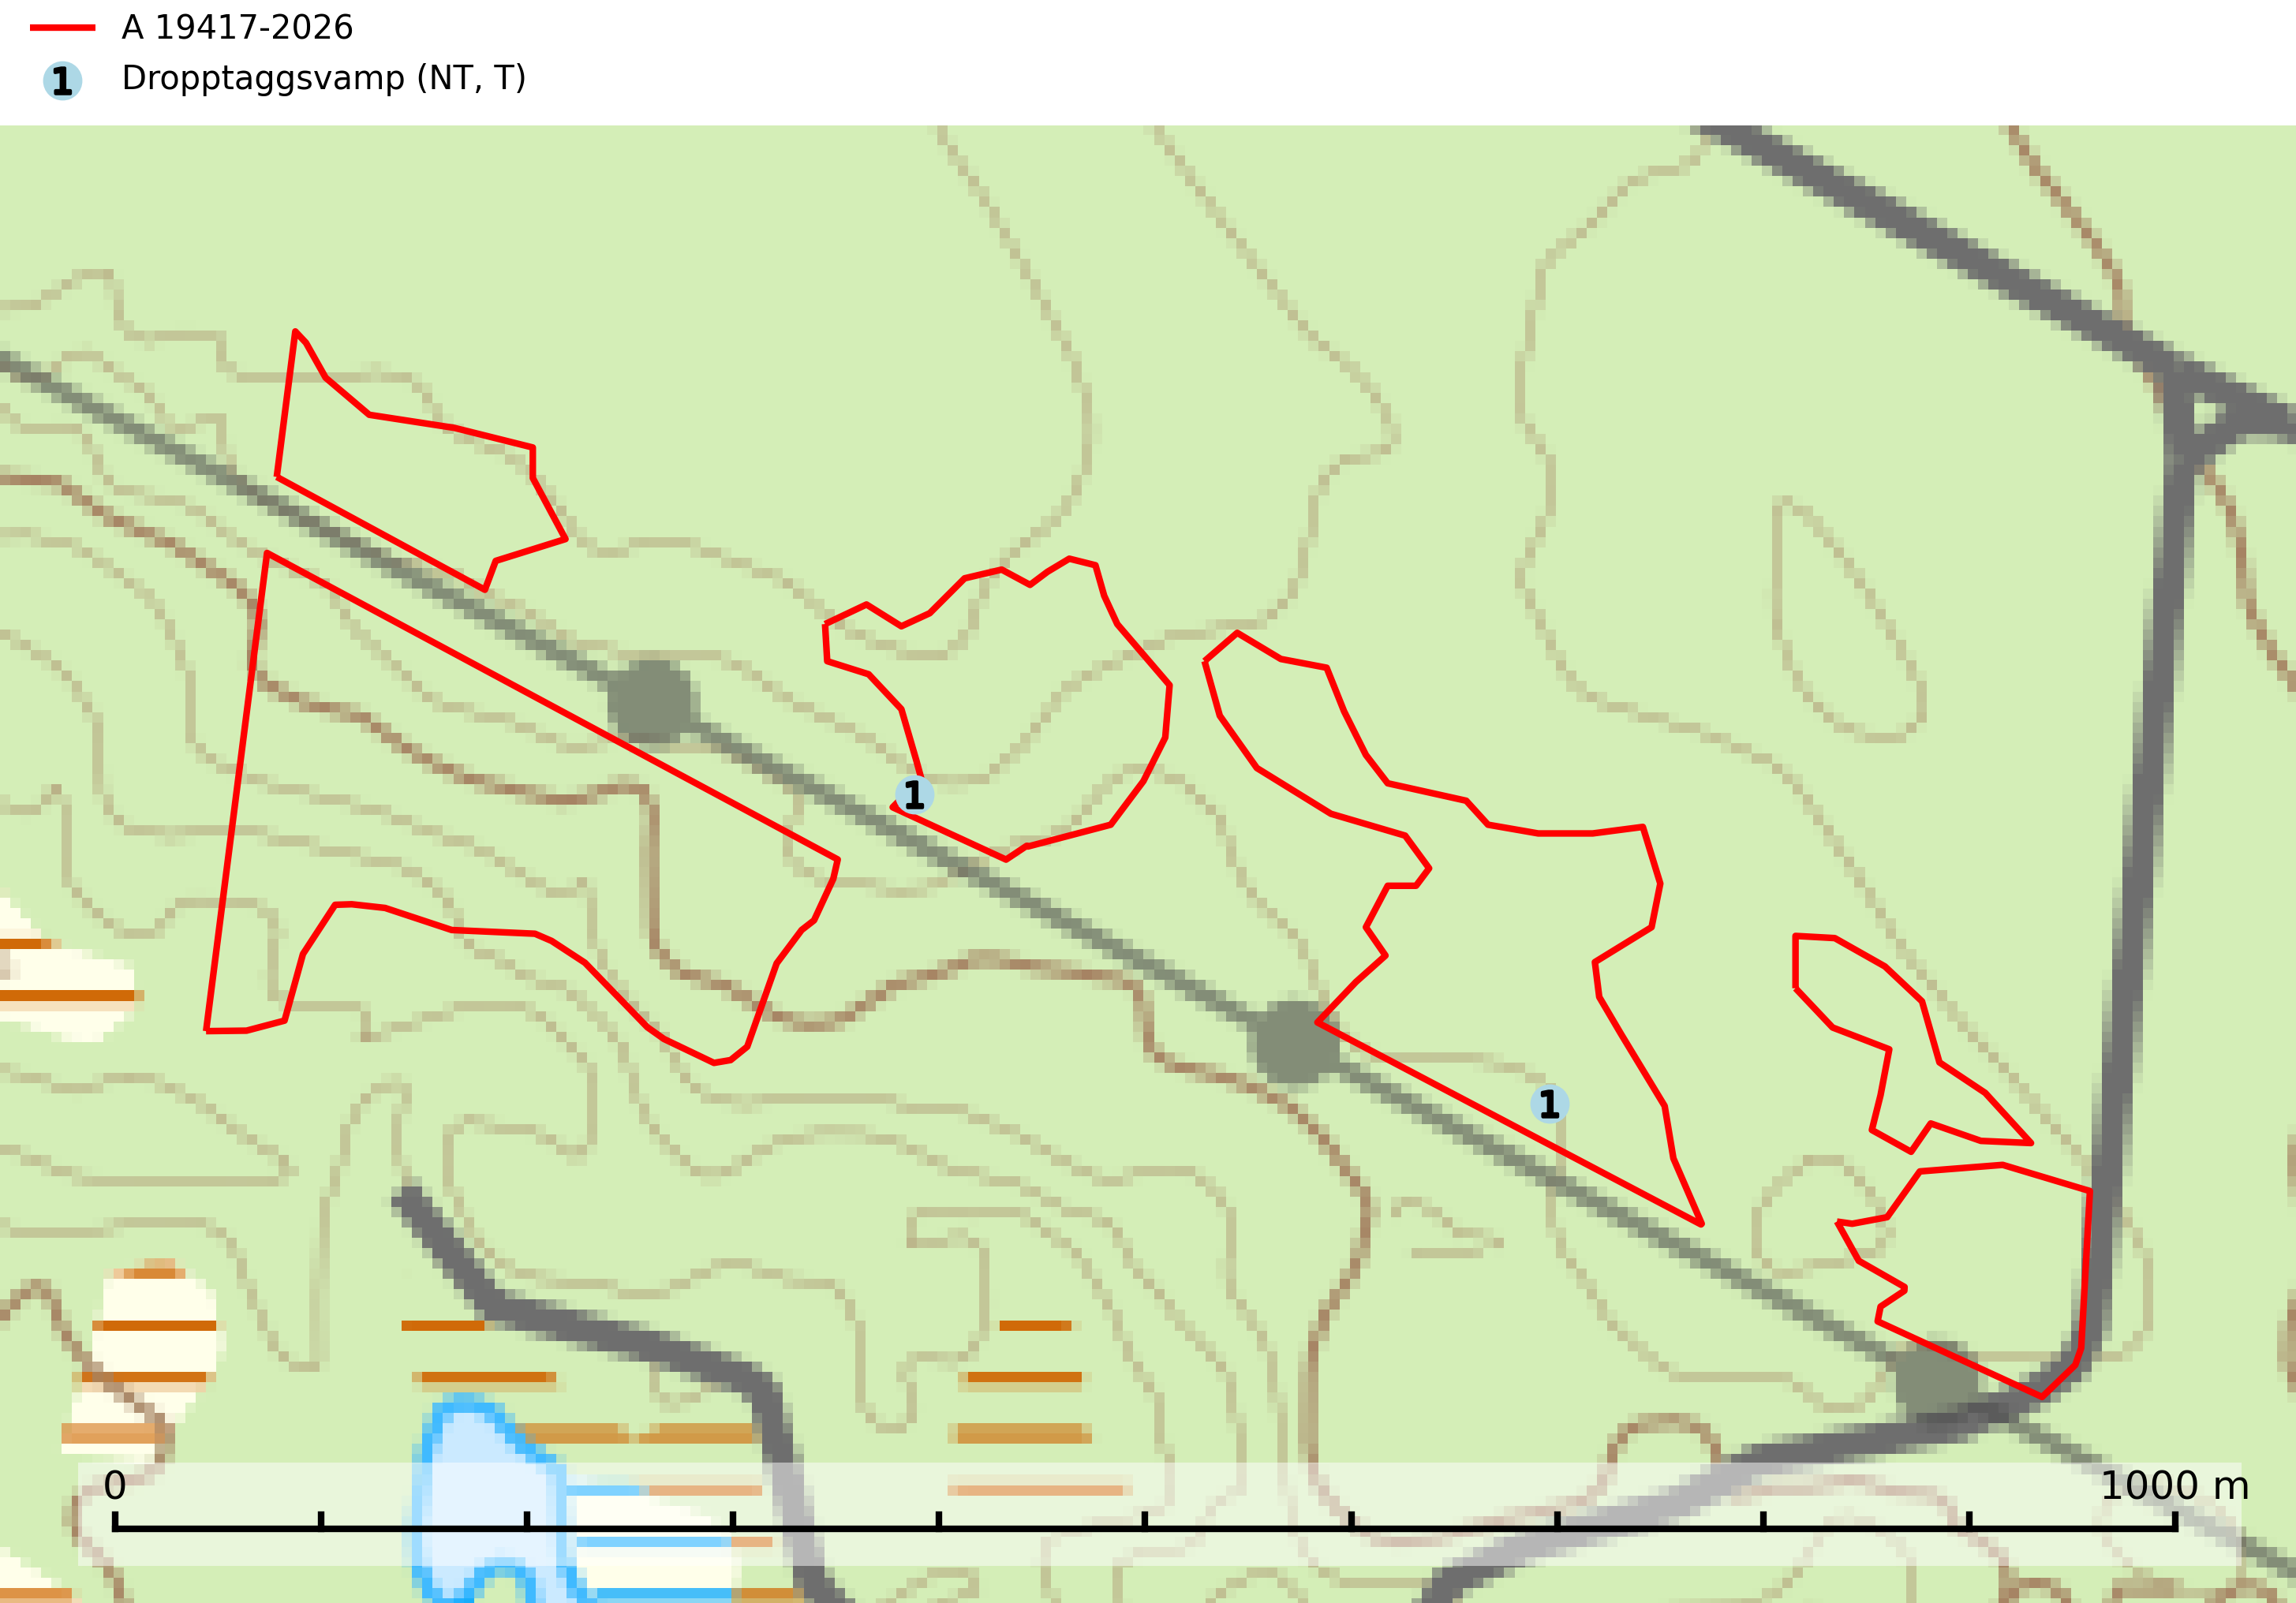 A 19417-2026
1 Dropptaggsvamp (NT, T)
1
1
0 1000 m